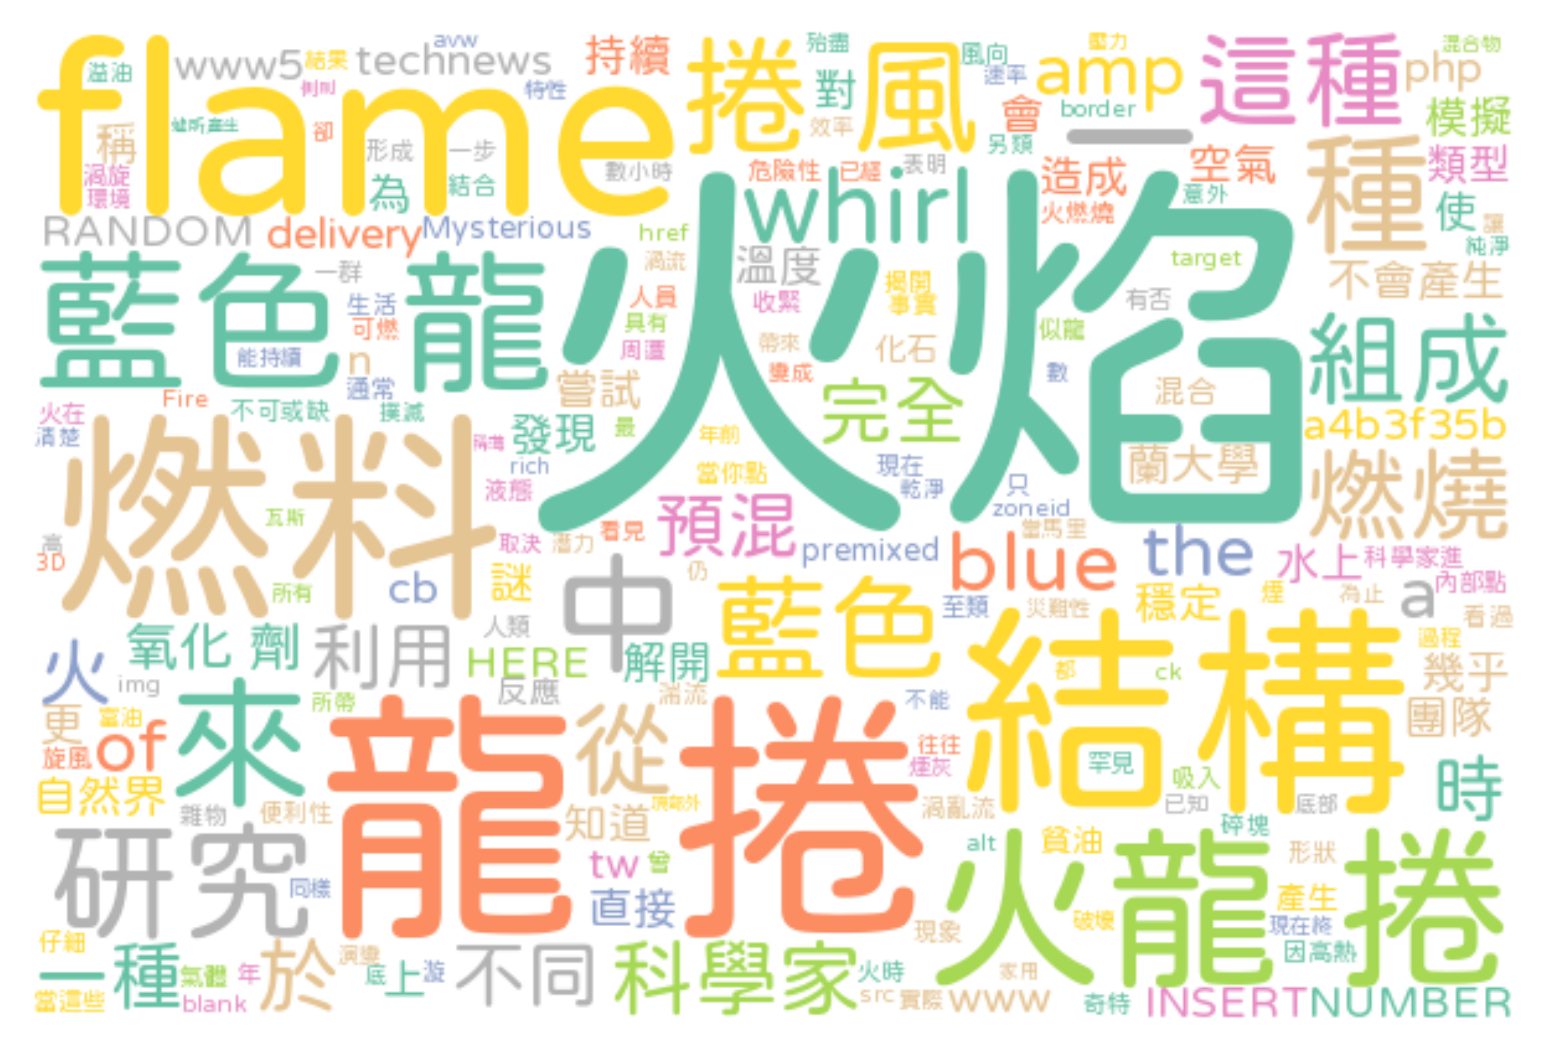 avw
溢油 www5 結果 technews 持續 捲風 殆盡 風向 壓力 amp 這種 php 混合物
flame 特性 對 速率 border 模擬
稱 卻 形成 一步 效率 會 另類 一
渦旋 環境 為 結合 數小時 危險性 已經 表明 造成 空氣 種 類型
RANDOM delivery Mysterious href whirl 火燃燒 意外 使 讓 純淨
藍色 龍 一群 渦流 溫度 target 不會產生
生活 人員 收緊 揭開 事實 有否
能持續 可燃 n 具有 周遭 帶來 化石 似龍 組成
通常 嘗試 變成 數 混合
Fire 火焰
火在 不可或缺 撲滅 發現 最 完全 a4b3f35b
清楚 年前
燃料 rich 當你點 現在 蘭大學 燃燒
液態 乾淨 只
瓦斯 預混 zoneid
高 取決 潛力 看見 premixed blue the 當馬里 水上 科學家進
3D 所有 cb 謎 中 仍 藍色 至類 災難性 穩定 煙 為止 a 內部點 看過
火 氧化 劑 利用 人類 HERE 解開 結構 都 ck 過程 幾乎
img 反應 湍流 不能
更 富油 of 來 所帶 龍捲 從 往往 團隊
旋風 煙灰 罕見 吸入
自然界 雜物 便利性 知道 渦亂流 已知 底部 時
研究 tw 曾 alt 貧油 碎塊 形狀
同樣 直接 火龍捲 產生
仔細 現象 破壞 因高熱
一種 氣體 年 於 演變 底 上 漩 不同 科學家 火時 家用
當這些 blank src 實際 www 奇特 INSERT NUMBER